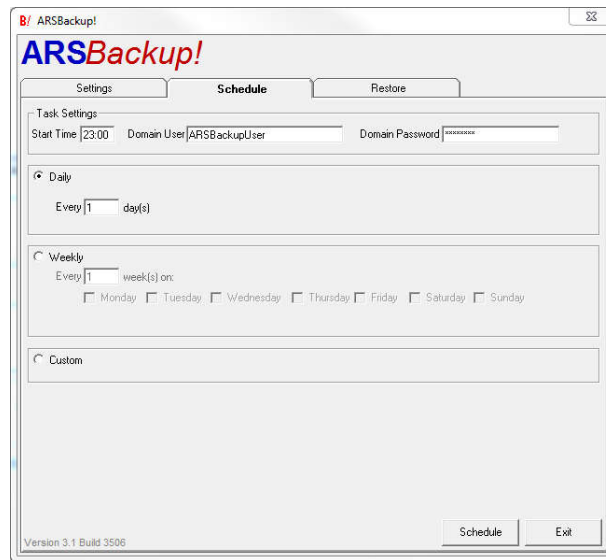 B/ ARSBackup!
ARSBackup!
Settings Schedule Restore
Task Settings
Start Time 23:00 Domain User ARSBackupUser Domain Password ********
Daily
Every 1 day(s)
Weekly
Every 1 week(s) on:
Monday Tuesday Wednesday Thursday Friday Saturday Sunday
Custom
Schedule Exit
Version 3.1 Build 3506